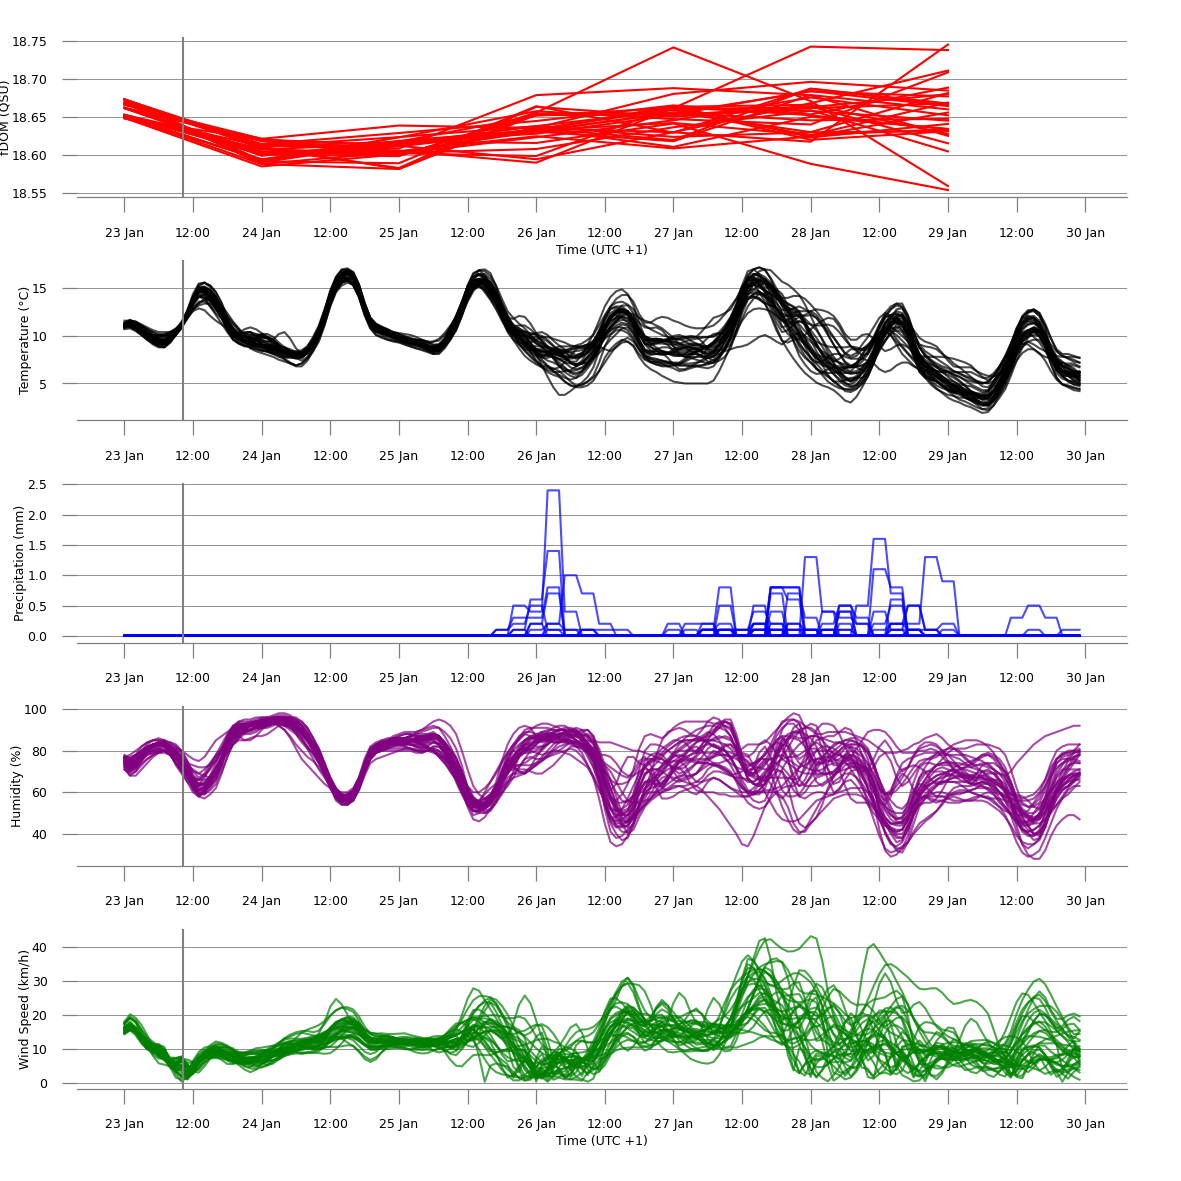 18.75
18.70
18.65
18.60
18.55
fDOM (QSU)
23 Jan 12:00 24 Jan 12:00 25 Jan 12:00 26 Jan 12:00 27 Jan 12:00 28 Jan 12:00 29 Jan 12:00 30 Jan
Time (UTC +1)
15
10
5
Temperature (°C)
23 Jan 12:00 24 Jan 12:00 25 Jan 12:00 26 Jan 12:00 27 Jan 12:00 28 Jan 12:00 29 Jan 12:00 30 Jan
2.5
2.0
1.5
1.0
0.5
0.0
Precipitation (mm)
23 Jan 12:00 24 Jan 12:00 25 Jan 12:00 26 Jan 12:00 27 Jan 12:00 28 Jan 12:00 29 Jan 12:00 30 Jan
100
80
60
40
Humidity (%)
23 Jan 12:00 24 Jan 12:00 25 Jan 12:00 26 Jan 12:00 27 Jan 12:00 28 Jan 12:00 29 Jan 12:00 30 Jan
40
30
20
10
0
Wind Speed (km/h)
23 Jan 12:00 24 Jan 12:00 25 Jan 12:00 26 Jan 12:00 27 Jan 12:00 28 Jan 12:00 29 Jan 12:00 30 Jan
Time (UTC +1)